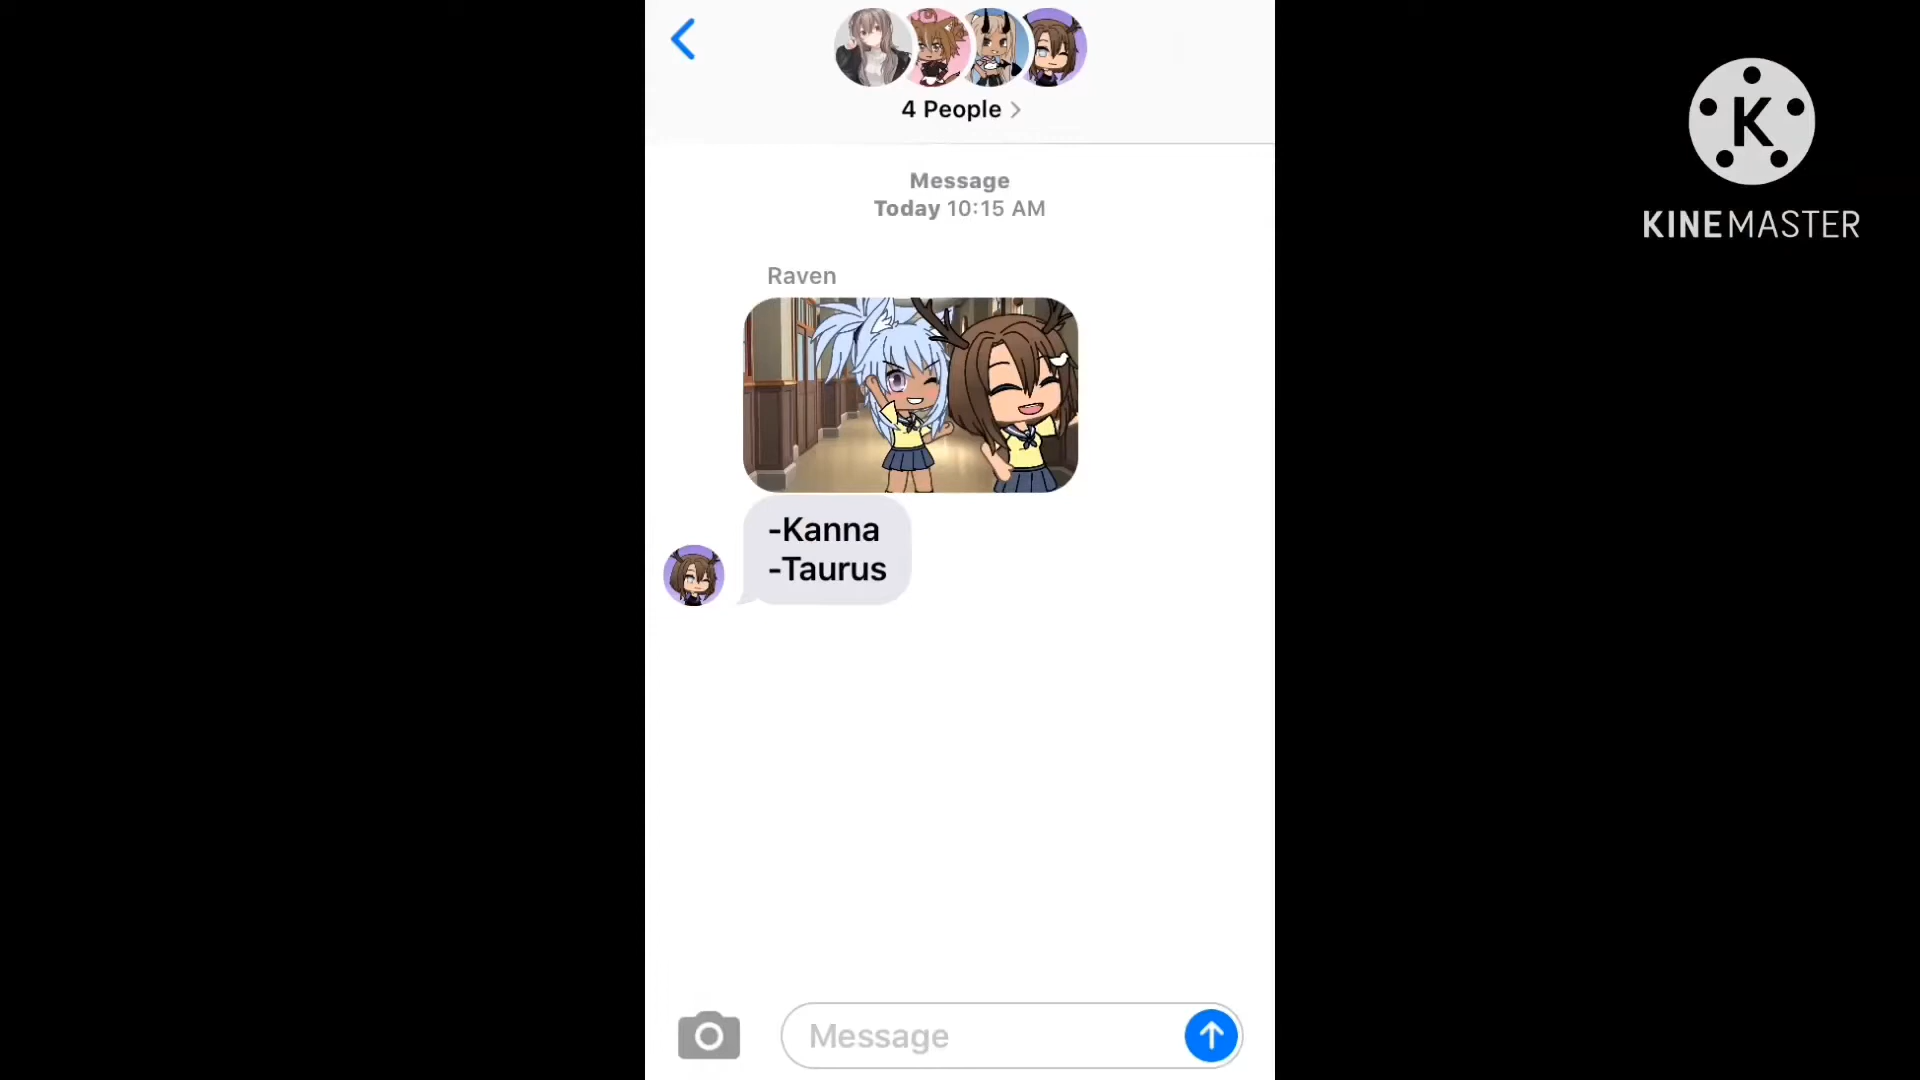 4 People
Message
Today 10:15 AM
Raven
-Kanna
-Taurus
Message
K
KINEMASTER